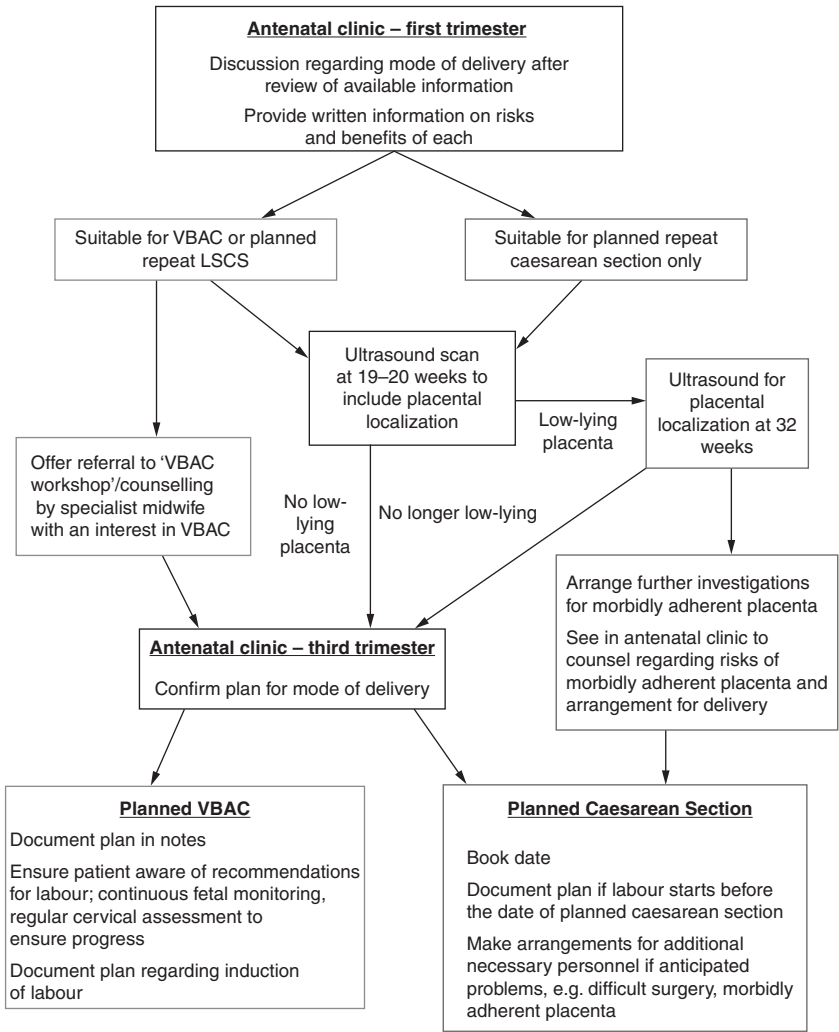 Antenatal clinic – first trimester
Discussion regarding mode of delivery after
review of available information
Provide written information on risks
and benefits of each
Suitable for VBAC or planned
repeat LSCS
Suitable for planned repeat
caesarean section only
Ultrasound scan
at 19–20 weeks to
include placental
localization
Low-lying
placenta
Ultrasound for
placental
localization at 32
weeks
Offer referral to ‘VBAC
workshop’/counselling
by specialist midwife
with an interest in VBAC
No low-
lying
placenta
No longer low-lying
Arrange further investigations
for morbidly adherent placenta
See in antenatal clinic to
counsel regarding risks of
morbidly adherent placenta and
arrangement for delivery
Antenatal clinic – third trimester
Confirm plan for mode of delivery
Planned VBAC
Document plan in notes
Ensure patient aware of recommendations
for labour; continuous fetal monitoring,
regular cervical assessment to
ensure progress
Document plan regarding induction
of labour
Planned Caesarean Section
Book date
Document plan if labour starts before
the date of planned caesarean section
Make arrangements for additional
necessary personnel if anticipated
problems, e.g. difficult surgery, morbidly
adherent placenta